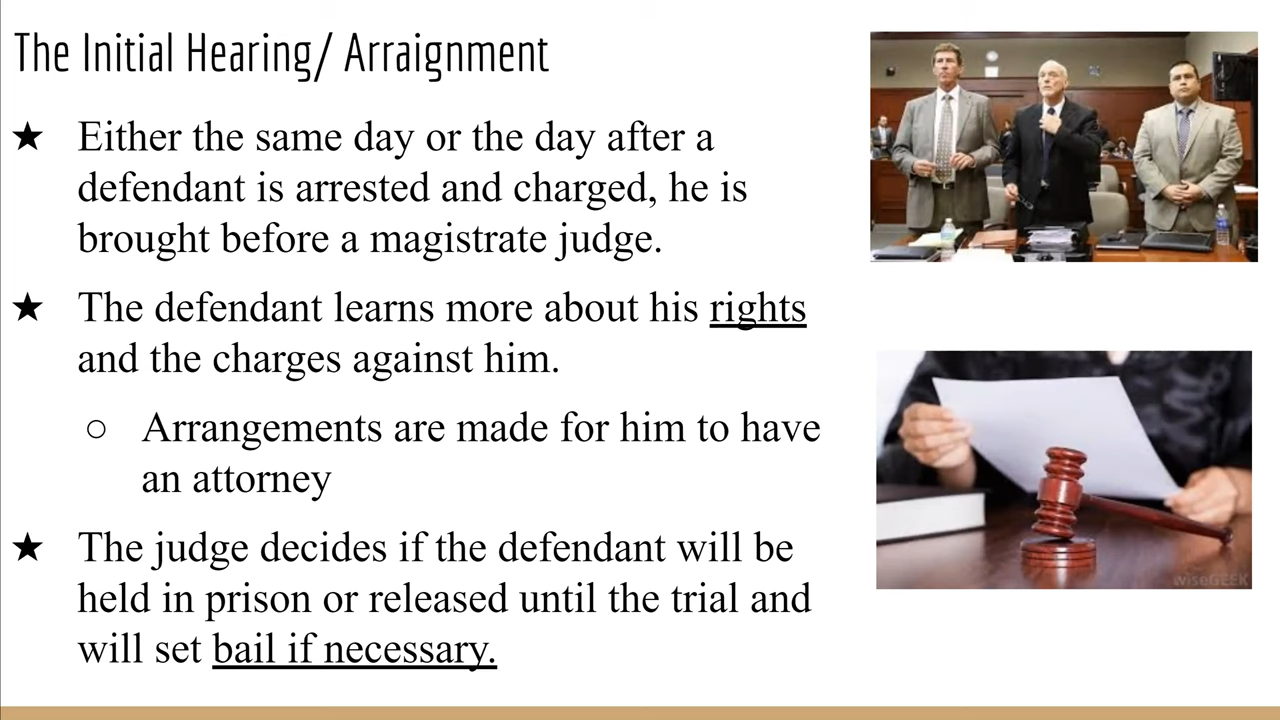 The Initial Hearing/ Arraignment
★ Either the same day or the day after a
defendant is arrested and charged, he is
brought before a magistrate judge.
★ The defendant learns more about his rights
and the charges against him.
○ Arrangements are made for him to have
an attorney
★ The judge decides if the defendant will be
held in prison or released until the trial and
will set bail if necessary.
wiseGEEK